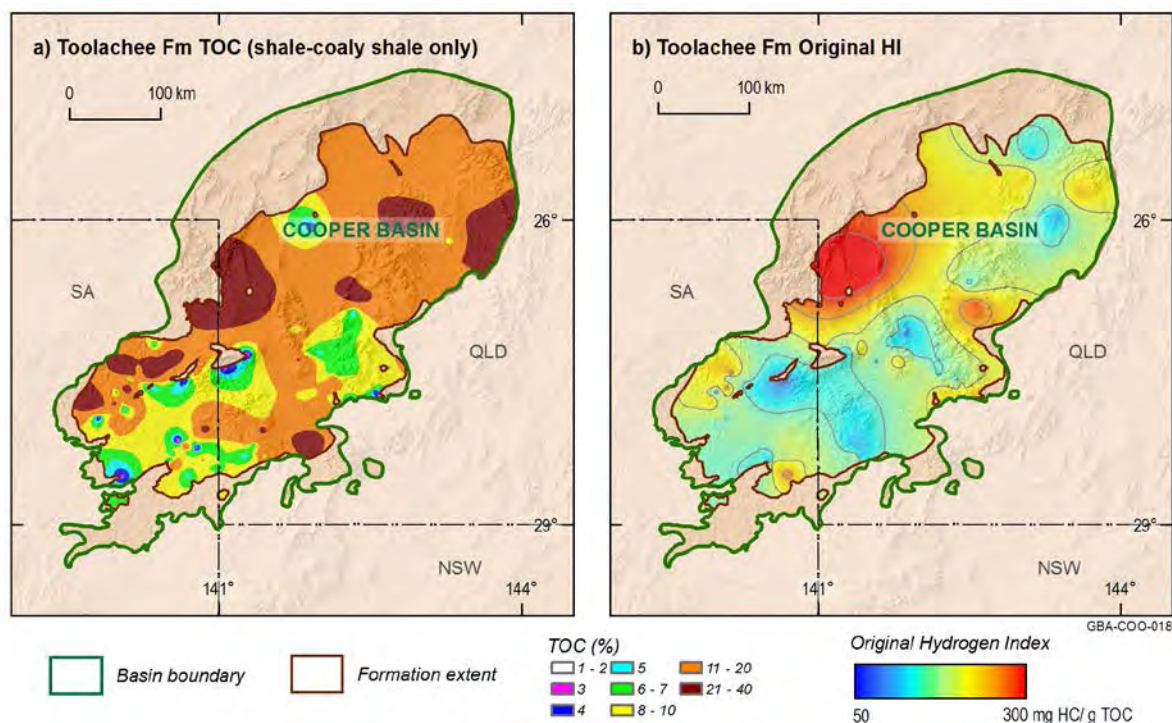 a) Toolachee Fm TOC (shale-coaly shale only)
0 100 km
COOPER BASIN
26°
SA
QLD
29°
NSW
141° 144°
b) Toolachee Fm Original HI
0 100 km
COOPER BASIN
26°
SA
QLD
29°
NSW
141° 144°
GBA-COO-018
Basin boundary
Formation extent
TOC (%)
1 - 2 5 11 - 20
3 6 - 7 21 - 40
4 8 - 10
Original Hydrogen Index
50 300 mg HC/ g TOC